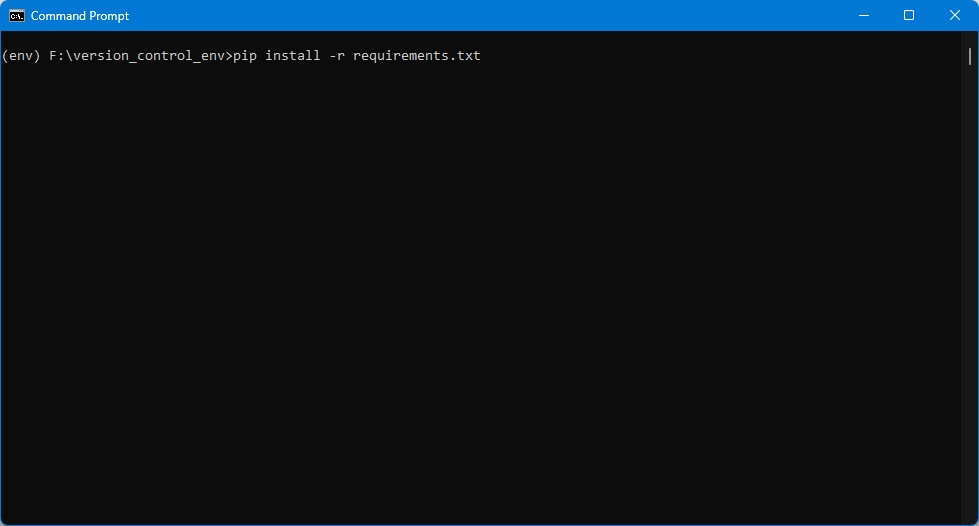 Command Prompt
(env) F:\version_control_env>pip install -r requirements.txt